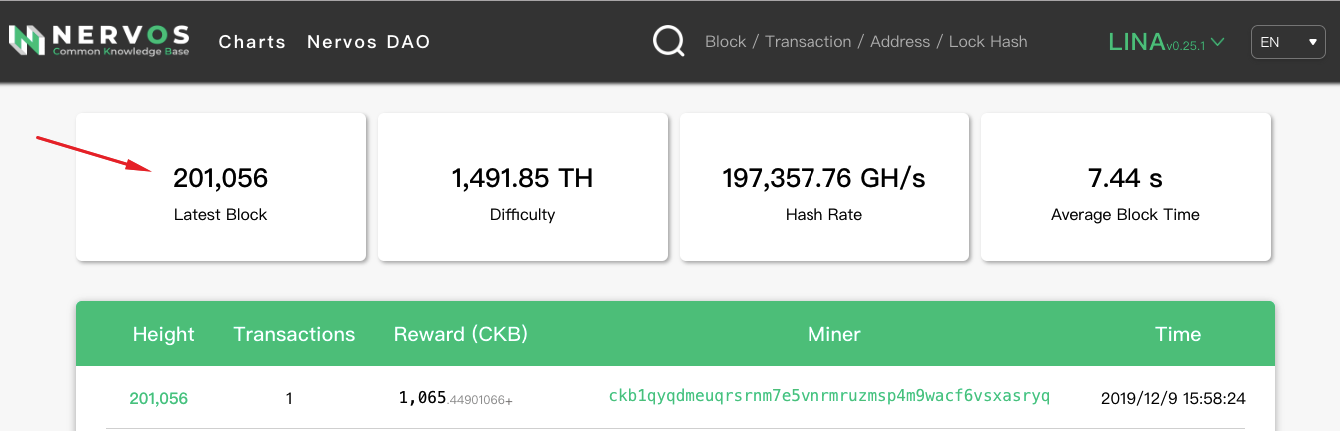 NERVOS
Common Knowledge Base
Charts Nervos DAO
Block / Transaction / Address / Lock Hash
LINA v0.25.1
EN
201,056
Latest Block
1,491.85 TH
Difficulty
197,357.76 GH/s
Hash Rate
7.44 s
Average Block Time
Height Transactions Reward (CKB) Miner Time
201,056 1 1,065.44901066+ ckb1qyqdmeuqrsrnm7e5vnrmruzmsp4m9wacf6vsxasryq 2019/12/9 15:58:24